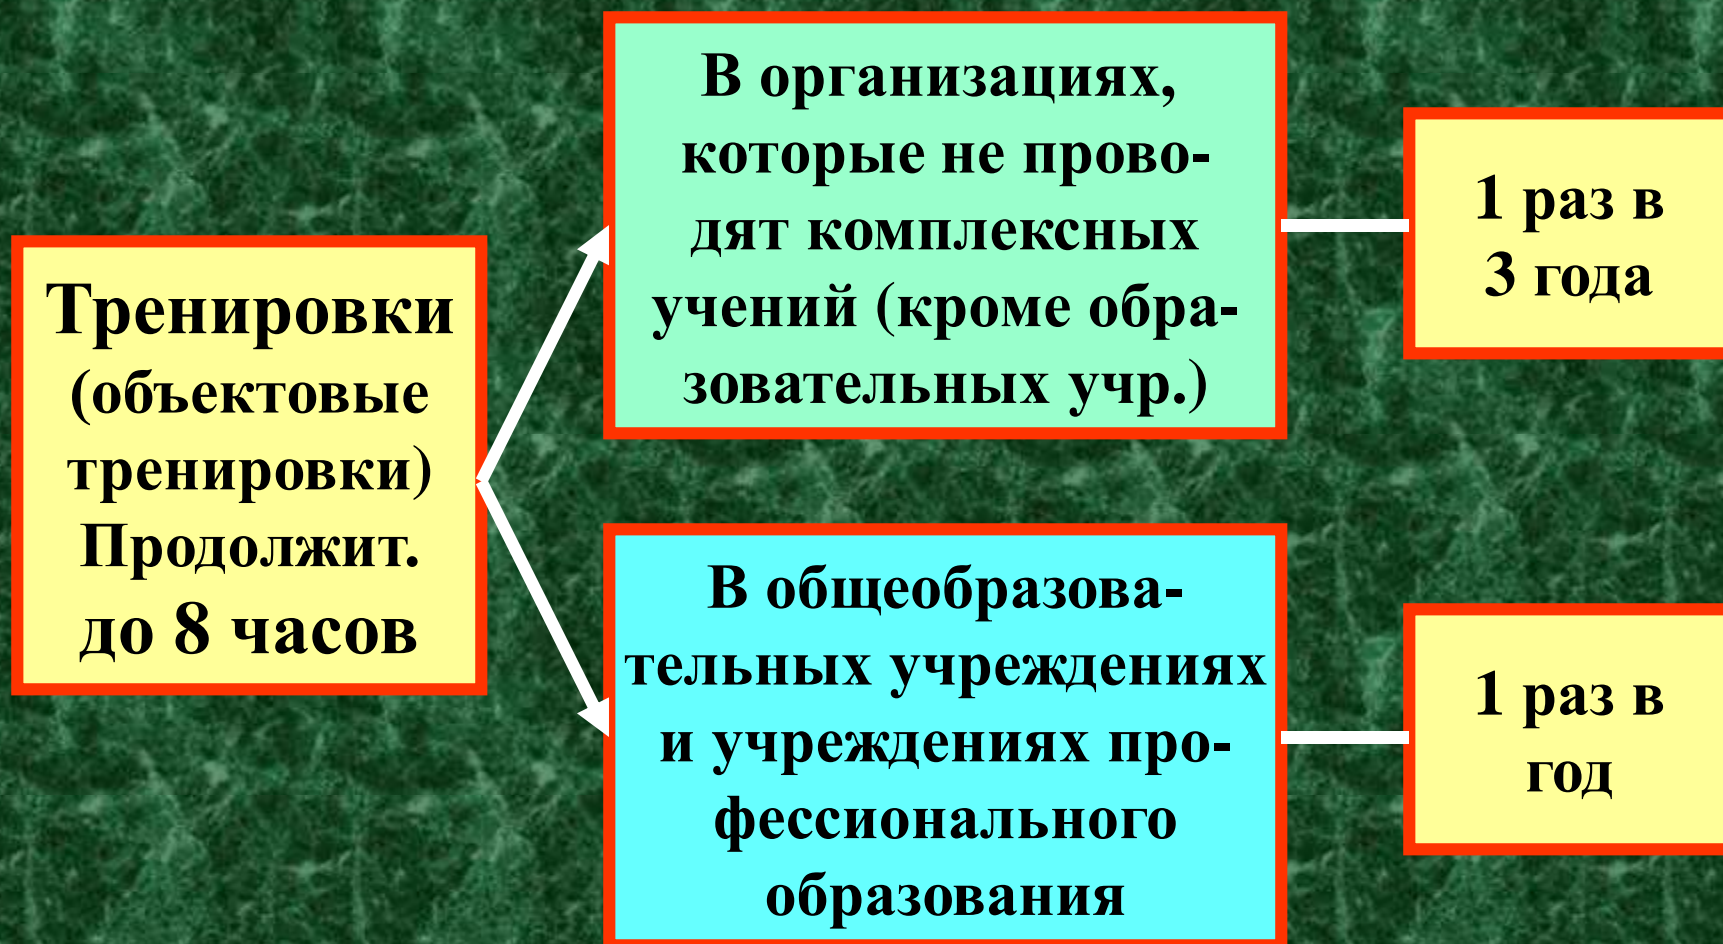 Тренировки
(объектовые
тренировки)
Продолжит.
до 8 часов
В организациях,
которые не прово-
дят комплексных
учений (кроме обра-
зовательных учр.)
1 раз в
3 года
В общеобразова-
тельных учреждениях
и учреждениях про-
фессионального
образования
1 раз в
год